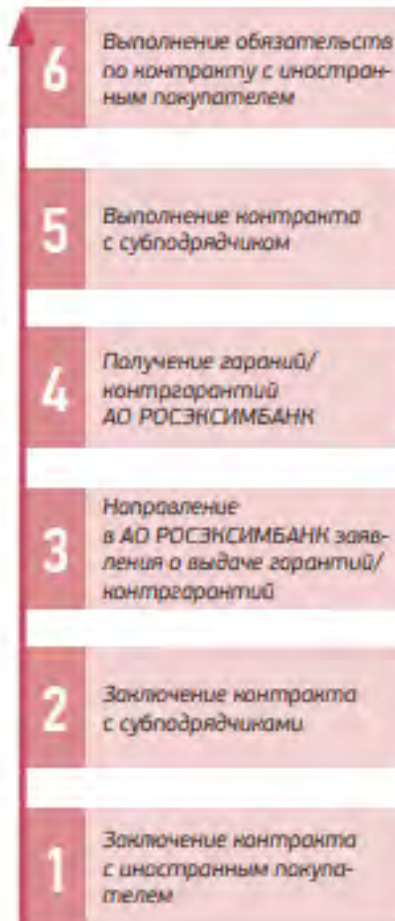 6
Выполнение обязательств
по контракту с иностран-
ным покупателем
5
Выполнение контракта
с субподрядчиком
4
Получение гараний/
контргарантий
АО РОСЭКСИМБАНК
3
Направление
в АО РОСЭКСИМБАНК заяв-
ления о выдаче гарантий/
контргарантий
2
Заключение контракта
с субподрядчиками
1
Заключение контракта
с иностранным покупа-
телем